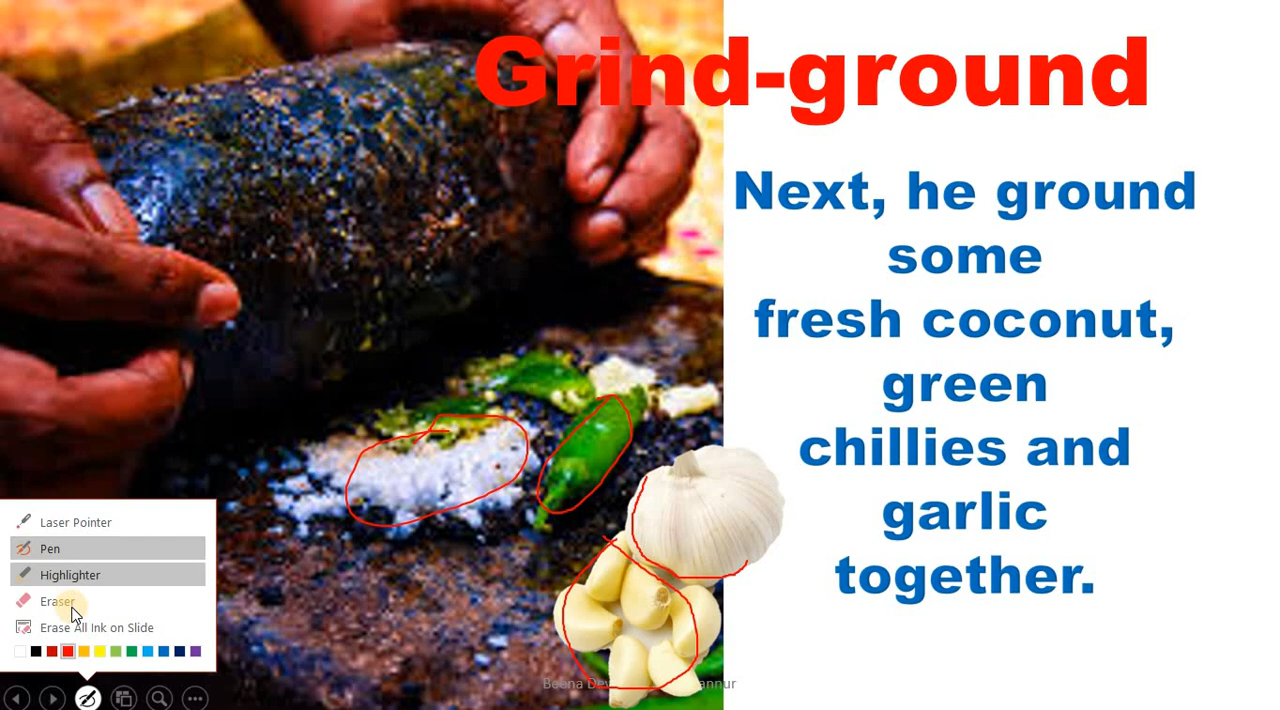 Grind-ground
Next, he ground
some
fresh coconut,
green
chillies and
garlic
together.
Laser Pointer
Pen
Highlighter
Eraser
Erase All Ink on Slide
Beena